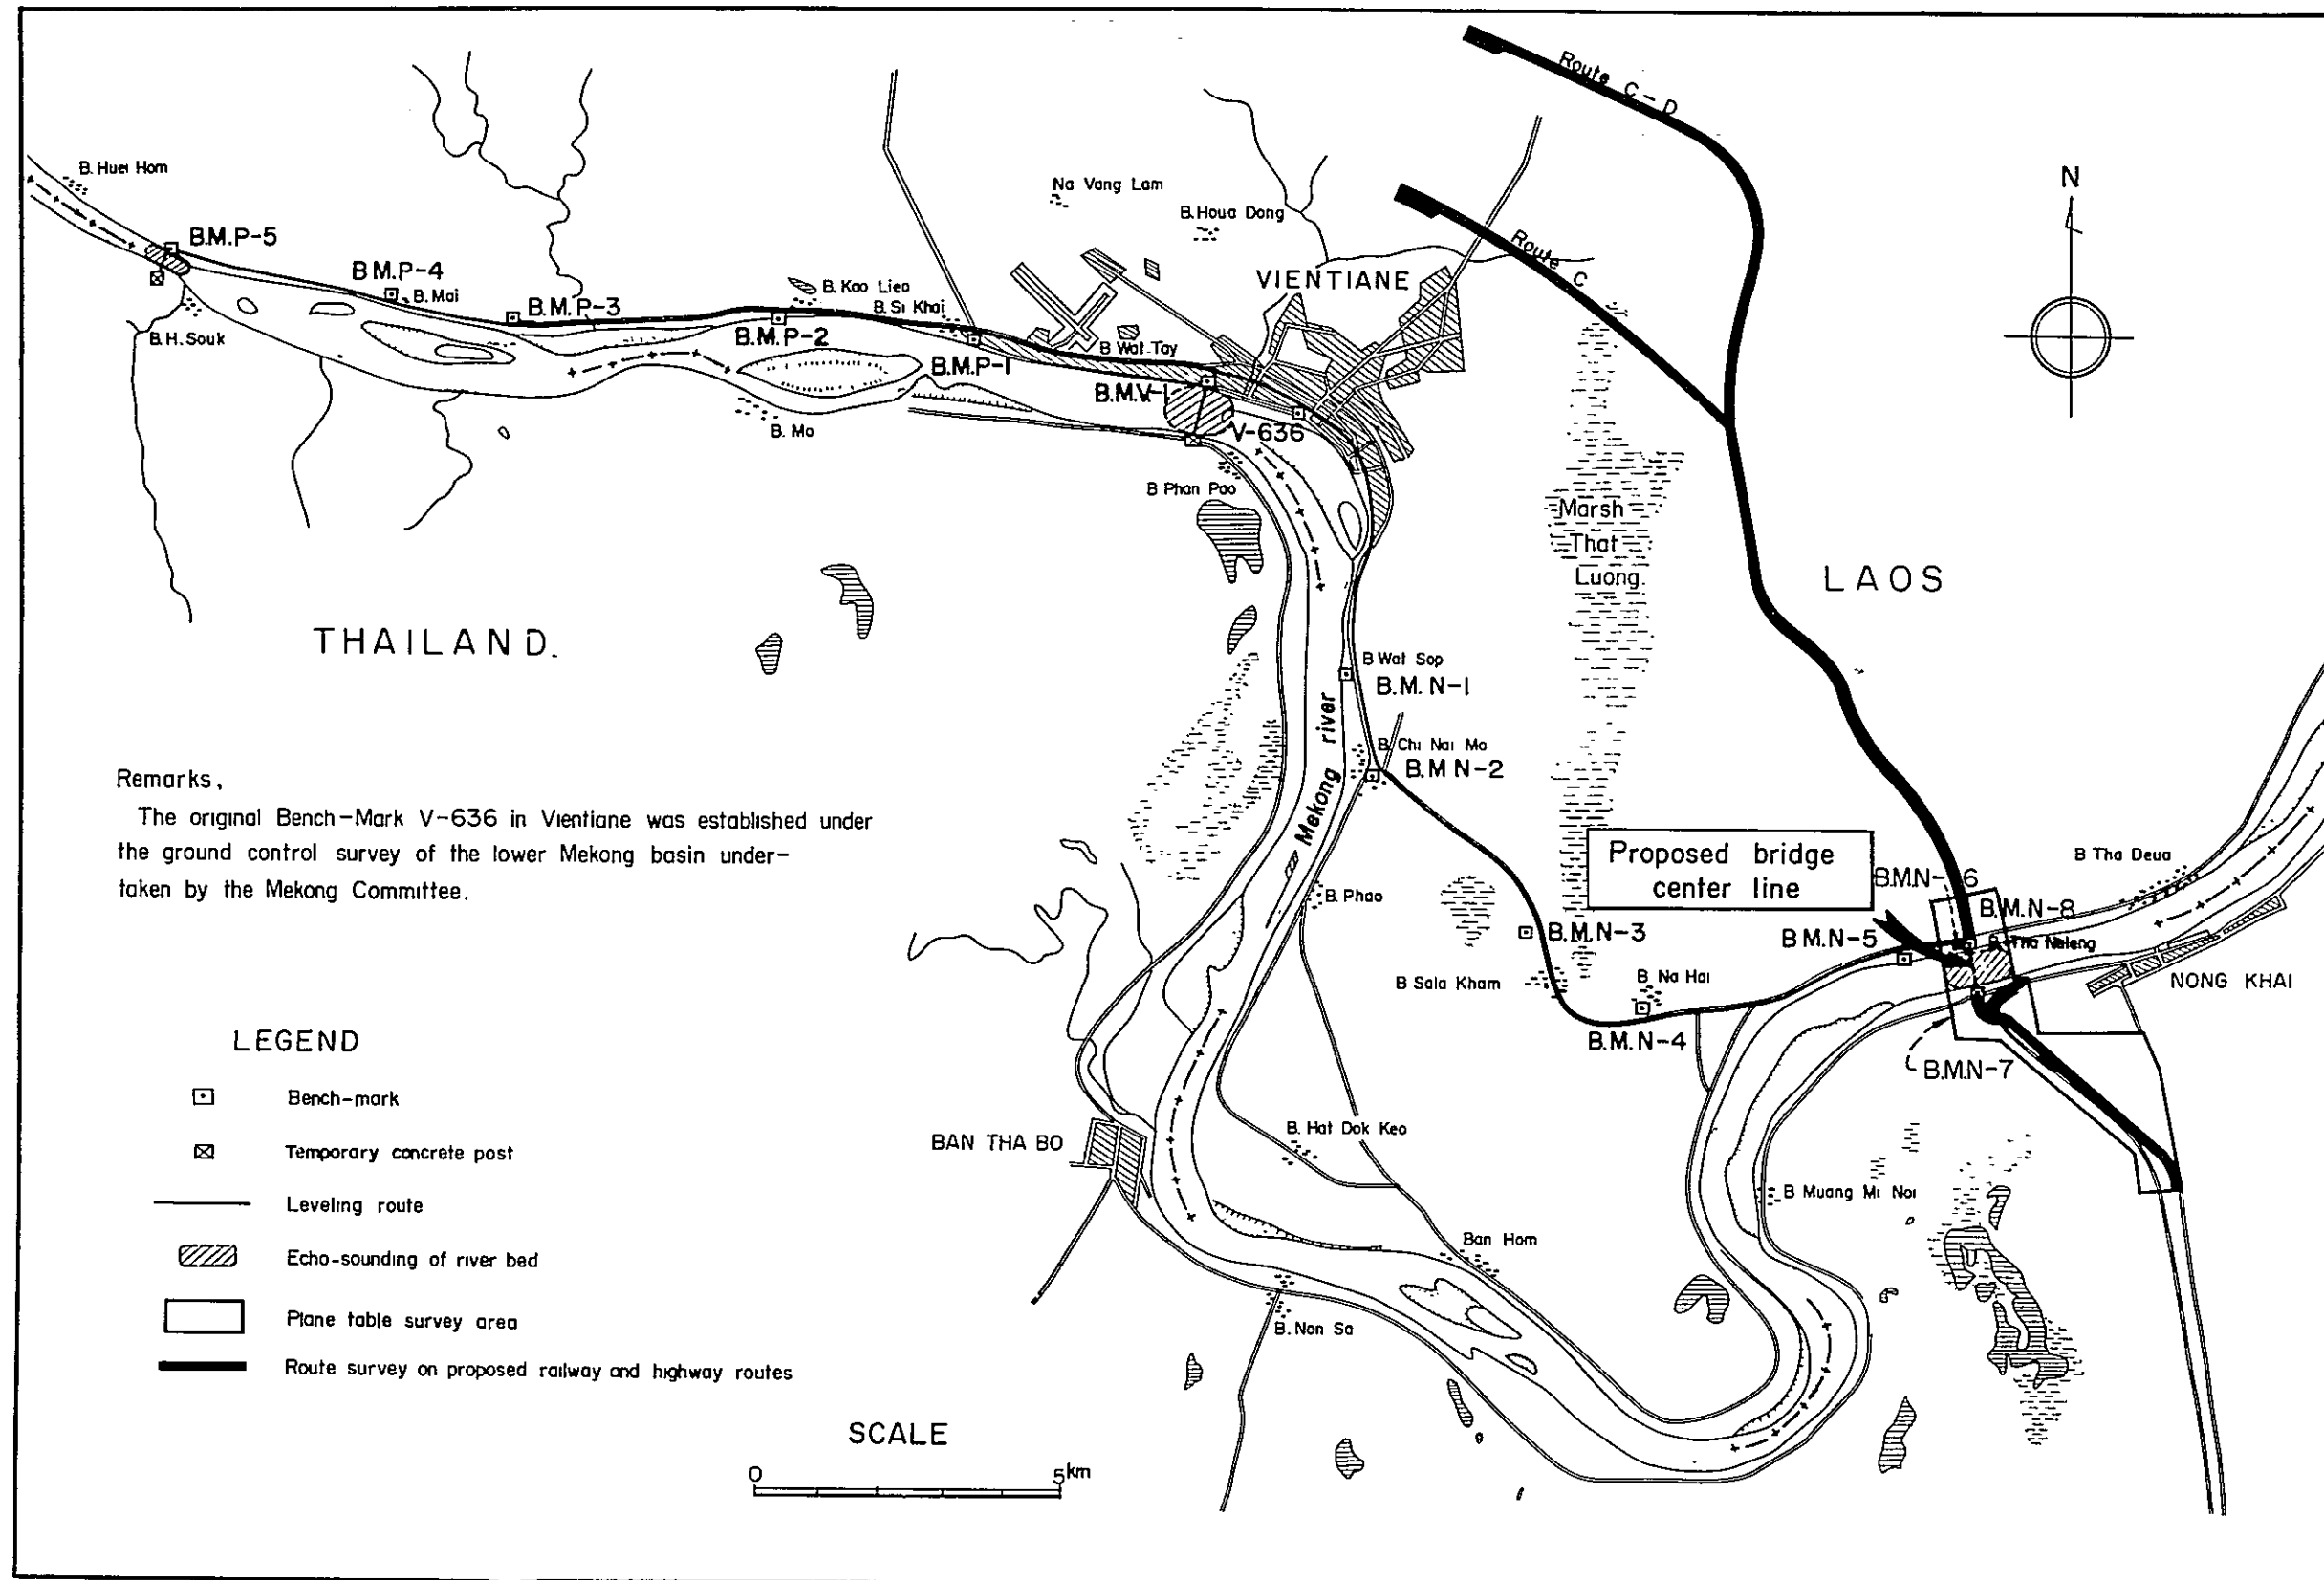 Route C-D
B. Huei Hom
N
Na Vang Lam
B. Houa Dong
B.M.P-5
Route C
VIENTIANE
B M.P-4
B. Mai
B. Kao Lieo
B.M.P-3
B. Si Khai
B.H. Souk
B.M.P-2
B Wat-Tay
B.M.P-1
B.M.V.-1
B. Mo
V-636
B Phan Pao
Marsh
That
Luong.
LAOS
THAILAND.
B Wat Sop
B.M. N-1
Mekong river
B. Chi Nai Mo
B.M N-2
Remarks,
The original Bench-Mark V-636 in Vientiane was established under
the ground control survey of the lower Mekong basin under-
taken by the Mekong Committee.
Proposed bridge
center line
B Tha Deua
B.M.N-6
B. Phao
B.M.N-8
B.M.N-3
B M.N-5
B. Tha Naleng
B Sala Kham
B Na Hai
NONG KHAI
B.M.N-4
B.M.N-7
LEGEND
Bench-mark
Temporary concrete post
Leveling route
Echo-sounding of river bed
Plane table survey area
Route survey on proposed railway and highway routes
BAN THA BO
B. Hat Dok Keo
B Muang Mi Noi
Ban Hom
B. Non Sa
SCALE
0 5km